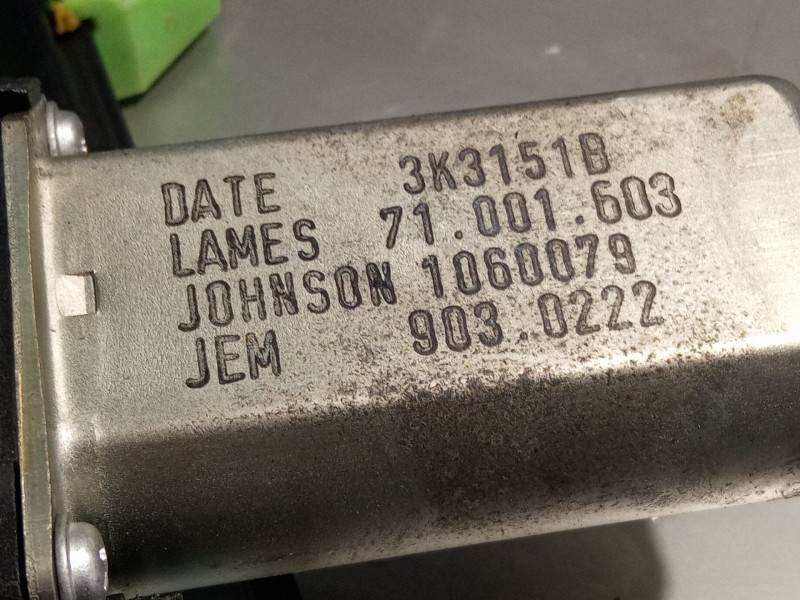 DATE 3K3151B
LAMES 71.001.603
JOHNSON 1060079
JEM 903.0222